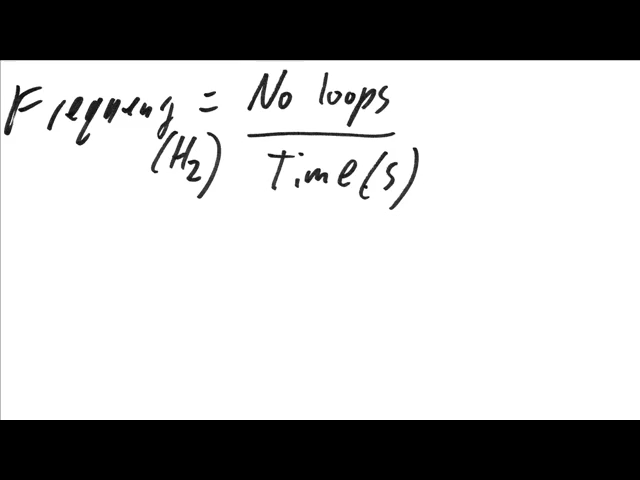 Frequency = No loops
(Hz) Time(s)